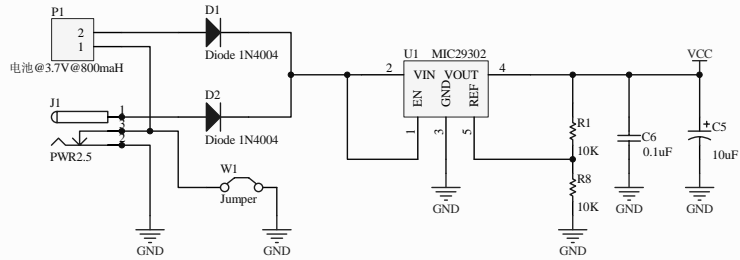 P1
2
1
电池@3.7V@800maH
D1
Diode 1N4004
J1
1
3
2
PWR2.5
D2
Diode 1N4004
W1
Jumper
GND
GND
U1 MIC29302
2
VIN VOUT
4
EN
GND
REF
1
3
5
GND
R1
10K
R8
10K
GND
C6
0.1uF
GND
VCC
C5
10uF
GND